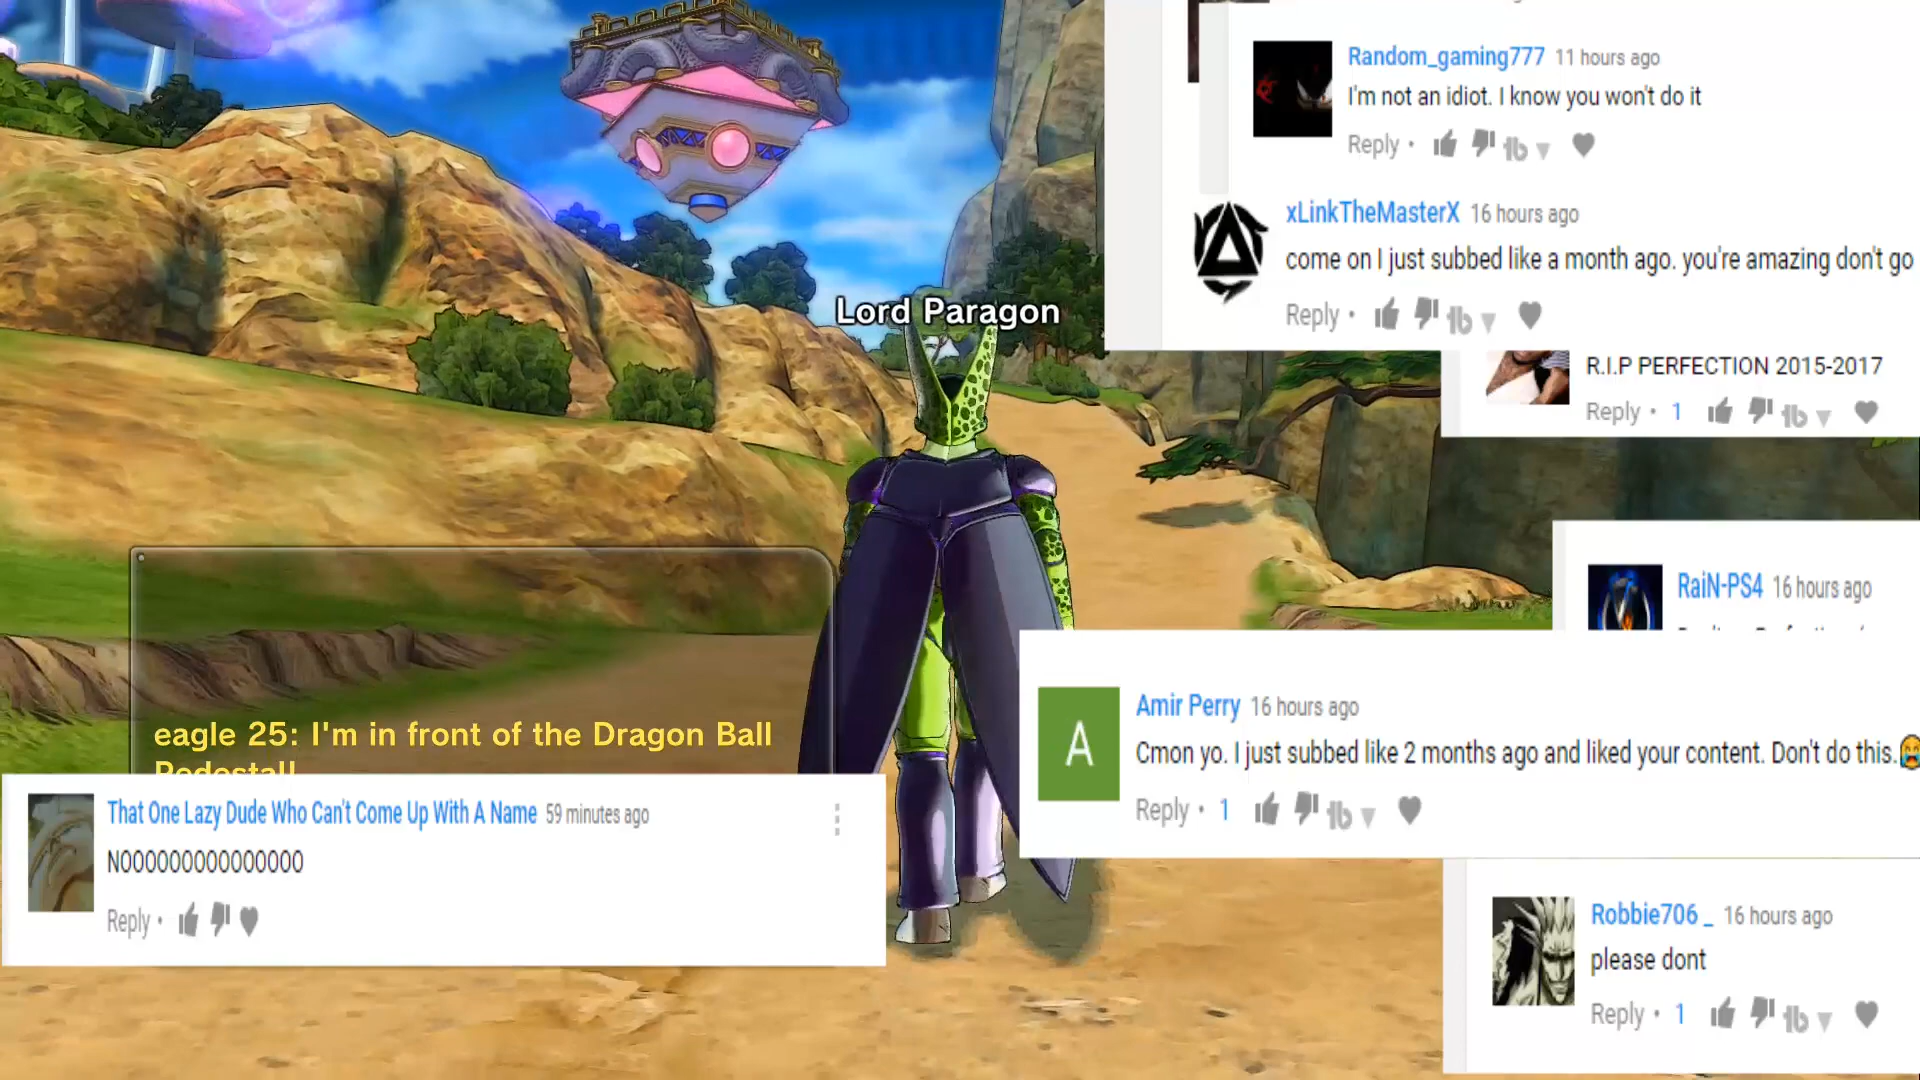 Random_gaming777 11 hours ago
I'm not an idiot. I know you won't do it
Reply •
xLinkTheMasterX 16 hours ago
come on I just subbed like a month ago. you're amazing don't go
Reply •
Lord Paragon
R.I.P PERFECTION 2015-2017
Reply • 1
RaiN-PS4 16 hours ago
Amir Perry 16 hours ago
A
Cmon yo. I just subbed like 2 months ago and liked your content. Don't do this.😭
Reply • 1
eagle 25: I'm in front of the Dragon Ball
Pedestal!
That One Lazy Dude Who Can't Come Up With A Name 59 minutes ago
NOOOOOOOOOOOOOOO
Reply •
Robbie706 _ 16 hours ago
please dont
Reply • 1